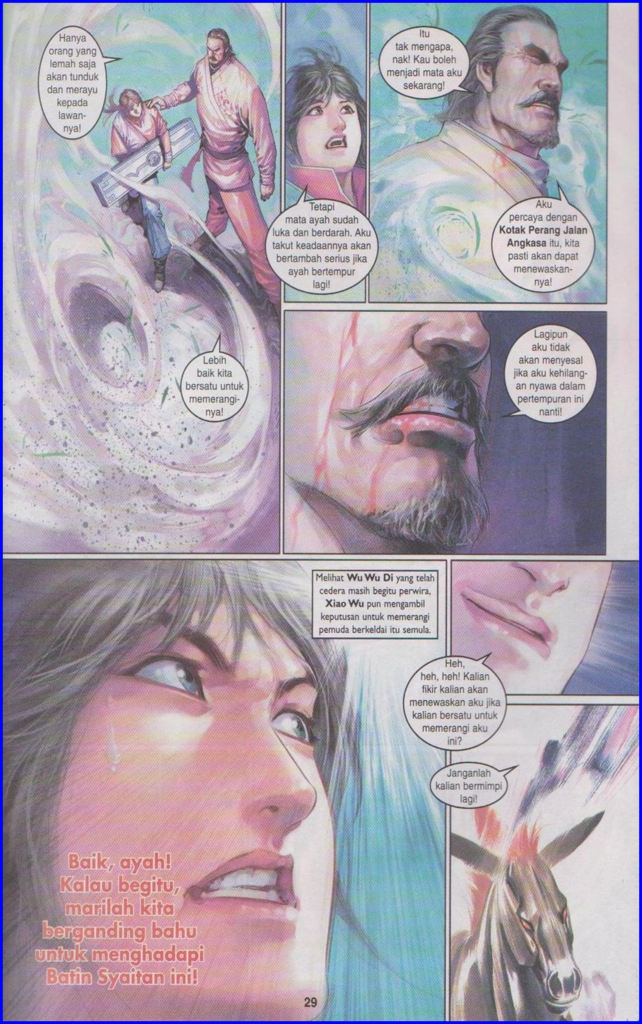 Hanya
orang yang
lemah saja
akan tunduk
dan merayu
kepada
lawan-
nya!
Lebih
baik kita
bersatu untuk
memerangi-
nya!
Tetapi
mata ayah sudah
luka dan berdarah. Aku
takut keadaannya akan
bertambah serius jika
ayah bertempur
lagi!
Itu
tak mengapa,
nak! Kau boleh
menjadi mata aku
sekarang!
Aku
percaya dengan
Kotak Perang Jalan
Angkasa itu, kita
pasti akan dapat
menewaskan-
nya!
Lagipun
aku tidak
akan menyesal
jika aku kehilang-
an nyawa dalam
pertempuran ini
nanti!
Melihat Wu Wu Di yang telah
cedera masih begitu perwira,
Xiao Wu pun mengambil
keputusan untuk memerangi
pemuda berkeldai itu semula.
Baik, ayah!
Kalau begitu,
marilah kita
berganding bahu
untuk menghadapi
Batin Syaitan ini!
Heh,
heh, heh! Kalian
fikir kalian akan
menewaskan aku jika
kalian bersatu untuk
memerangi aku
ini?
Janganlah
kalian bermimpi
lagi!
29